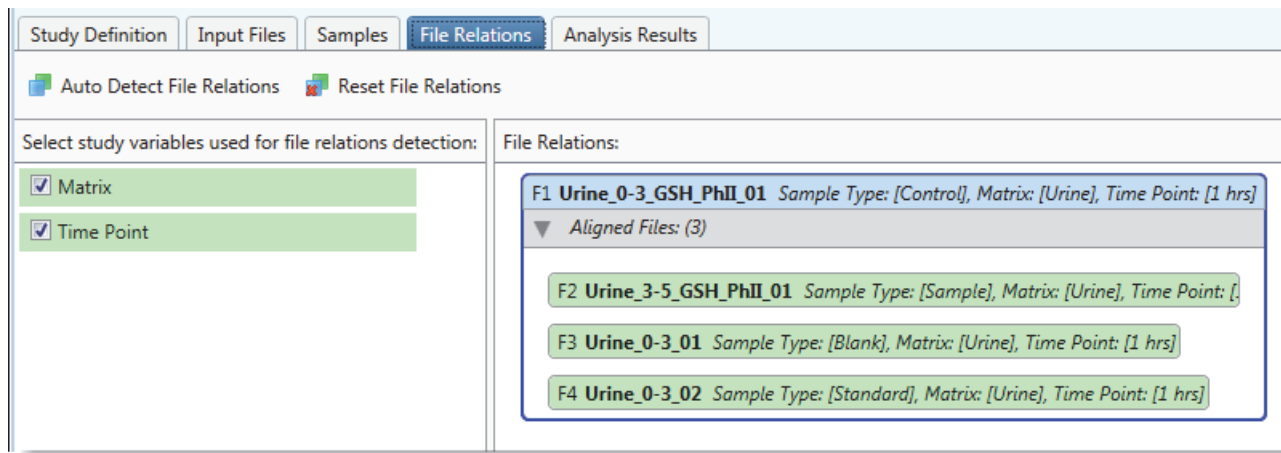 Study Definition Input Files Samples File Relations Analysis Results
Auto Detect File Relations Reset File Relations
Select study variables used for file relations detection:
Matrix
Time Point
File Relations:
F1 Urine_0-3_GSH_PhII_01 Sample Type: [Control], Matrix: [Urine], Time Point: [1 hrs]
Aligned Files: (3)
F2 Urine_3-5_GSH_PhII_01 Sample Type: [Sample], Matrix: [Urine], Time Point: [.
F3 Urine_0-3_01 Sample Type: [Blank], Matrix: [Urine], Time Point: [1 hrs]
F4 Urine_0-3_02 Sample Type: [Standard], Matrix: [Urine], Time Point: [1 hrs]